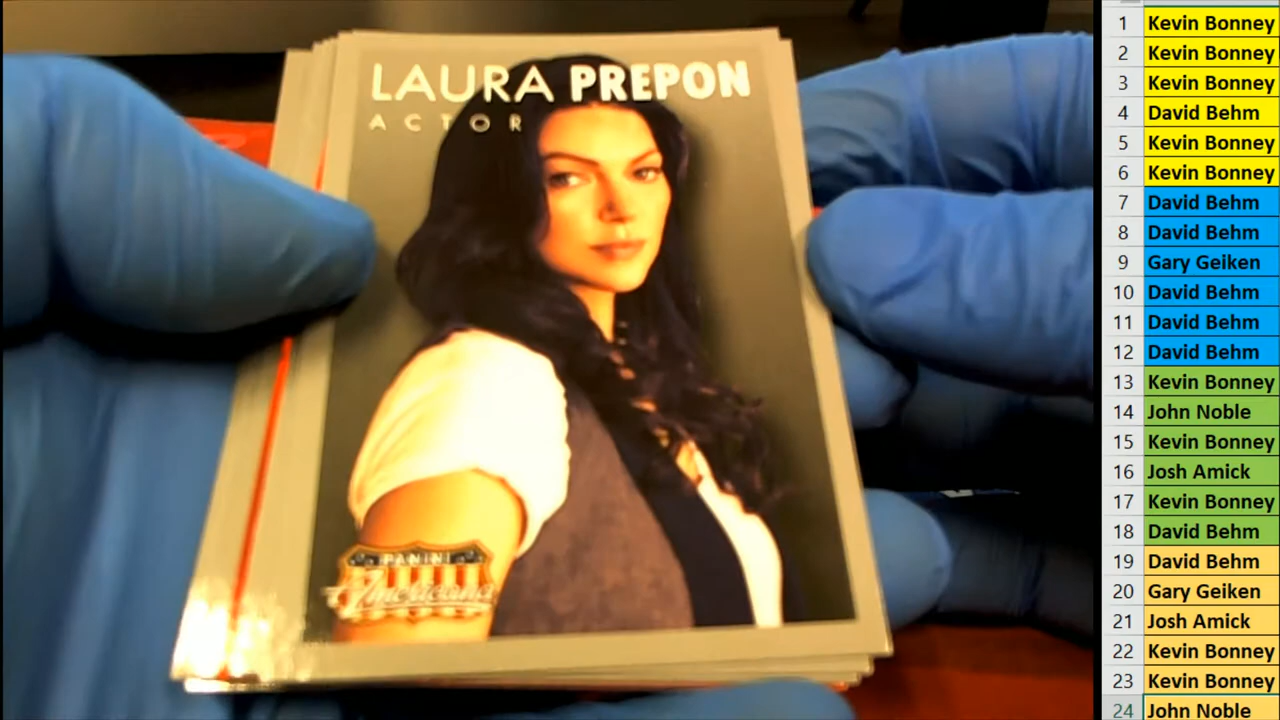 LAURA PREPON
ACTOR
PANINI
Americana
1 Kevin Bonney
2 Kevin Bonney
3 Kevin Bonney
4 David Behm
5 Kevin Bonney
6 Kevin Bonney
7 David Behm
8 David Behm
9 Gary Geiken
10 David Behm
11 David Behm
12 David Behm
13 Kevin Bonney
14 John Noble
15 Kevin Bonney
16 Josh Amick
17 Kevin Bonney
18 David Behm
19 David Behm
20 Gary Geiken
21 Josh Amick
22 Kevin Bonney
23 Kevin Bonney
24 John Noble